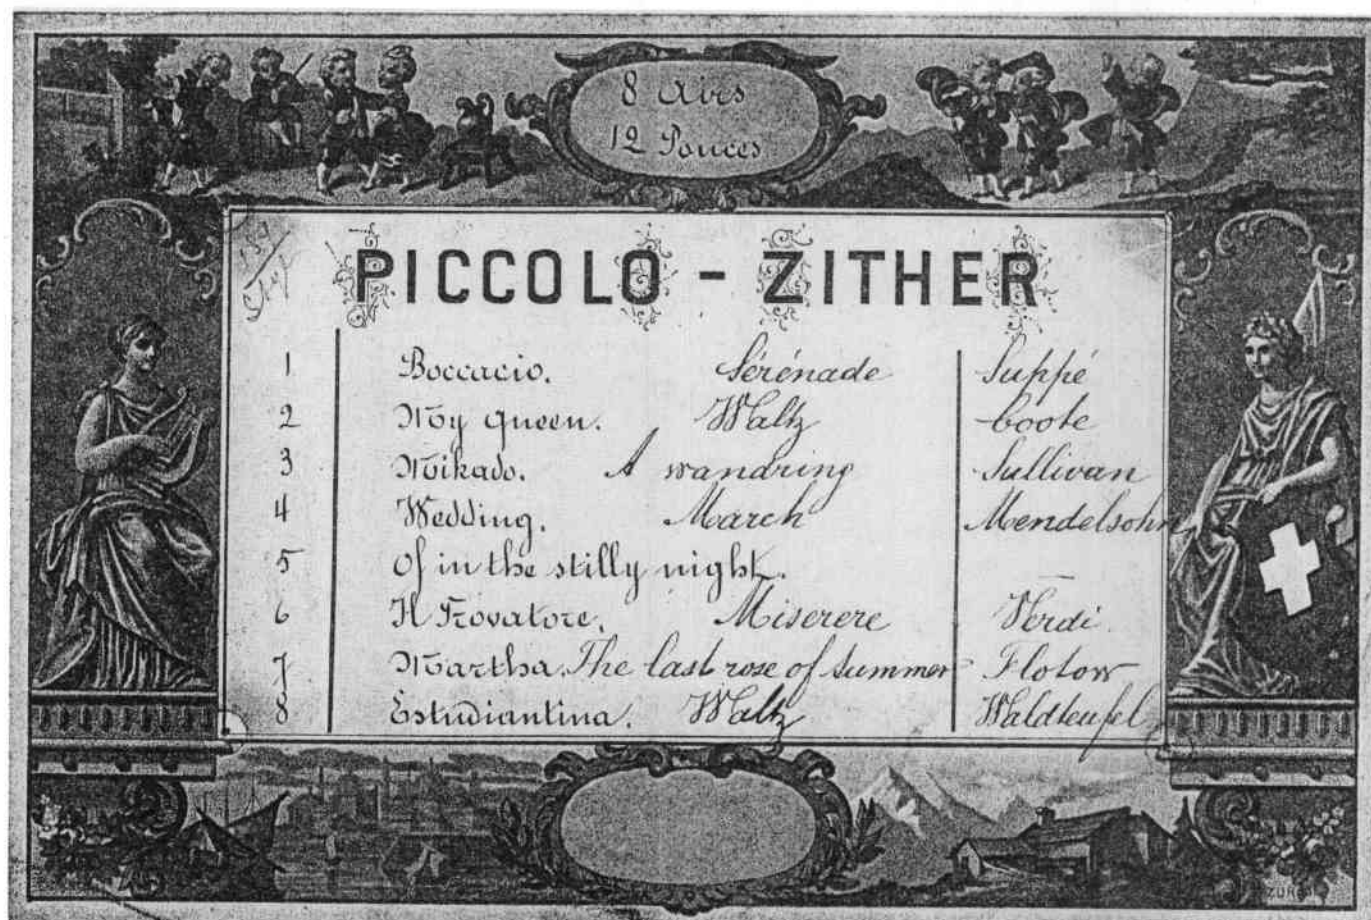 8 Airs
12 Pouces
PICCOLO - ZITHER
1 Boccacio. Sérénade Suppé
2 My queen. Waltz Coote
3 Mikado. A wandring Sullivan
4 Wedding. March Mendelsohn
5 Of in the stilly night.
6 Il Trovatore. Miserere Verdi
7 Martha. The last rose of summer Flotow
8 Estudiantina. Waltz Waldteufel